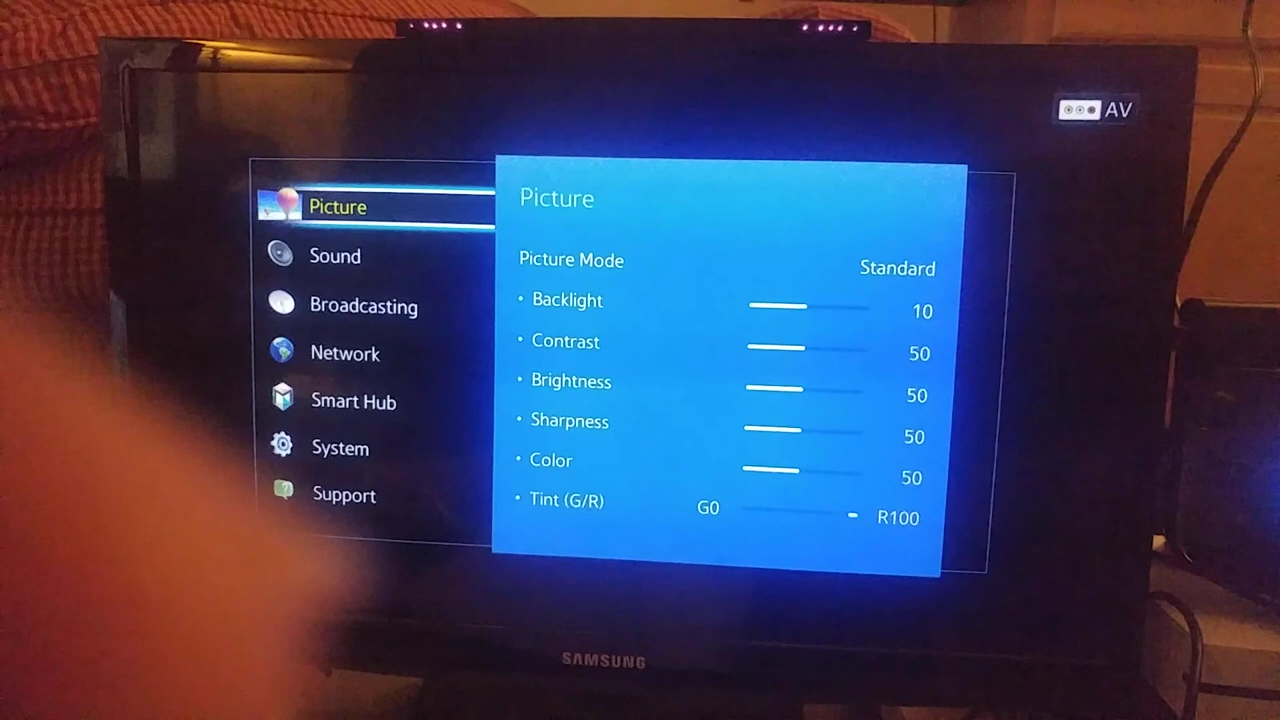 AV
Picture
Sound
Broadcasting
Network
Smart Hub
System
Support
Picture
Picture Mode Standard
· Backlight 10
· Contrast 50
· Brightness 50
· Sharpness 50
· Color 50
· Tint (G/R) G0 R100
SAMSUNG